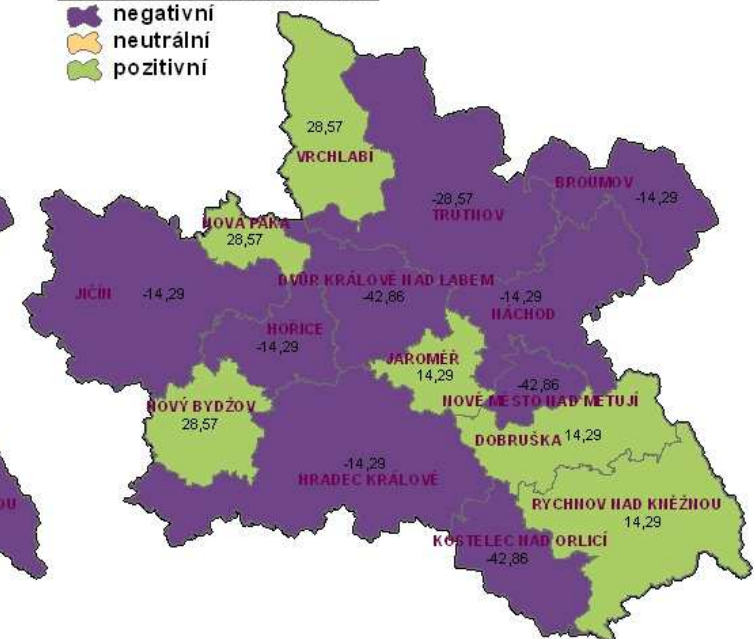 negativní
neutrální
pozitivní
28,57
VRCHLABÍ
BROUMOV
-14,29
-28,57
TRUTNOV
NOVÁ PAKA
28,57
DVŮR KRÁLOVÉ NAD LABEM
-42,86
JIČÍN -14,29
-14,29
NÁCHOD
HOŘICE
-14,29
JAROMĚŘ
14,29
-42,86
NOVÉ MĚSTO NAD METUJÍ
NOVÝ BYDŽOV
28,57
DOBRUŠKA 14,29
-14,29
HRADEC KRÁLOVÉ
RYCHNOV NAD KNĚŽNOU
14,29
OU
KOSTELEC NAD ORLICÍ
-42,86